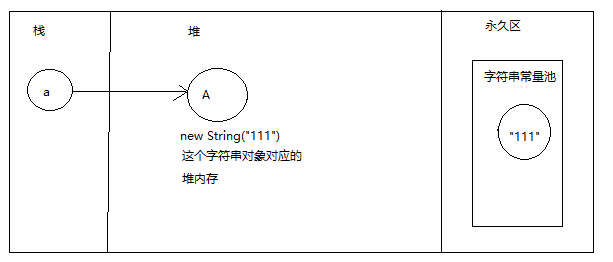 栈
堆
永久区
字符串常量池
a
A
"111"
new String("111")
这个字符串对象对应的
堆内存